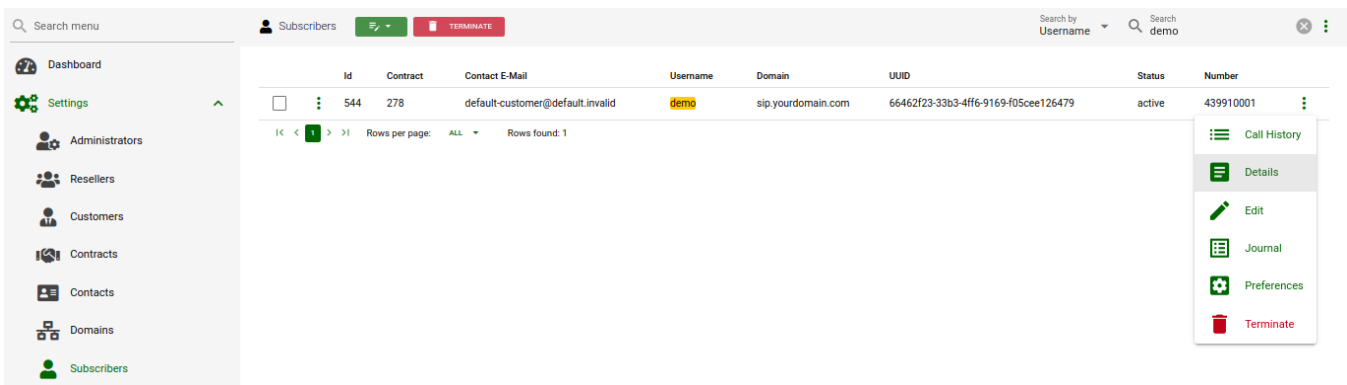 Search menu
Subscribers
TERMINATE
Search by
Username
Search
demo
Dashboard
Settings
Administrators
Resellers
Customers
Contracts
Contacts
Domains
Subscribers
Id Contract Contact E-Mail Username Domain UUID Status Number
544 278 default-customer@default.invalid demo sip.yourdomain.com 66462f23-33b3-4ff6-9169-f05cee126479 active 439910001
1 Rows per page: ALL Rows found: 1
Call History
Details
Edit
Journal
Preferences
Terminate